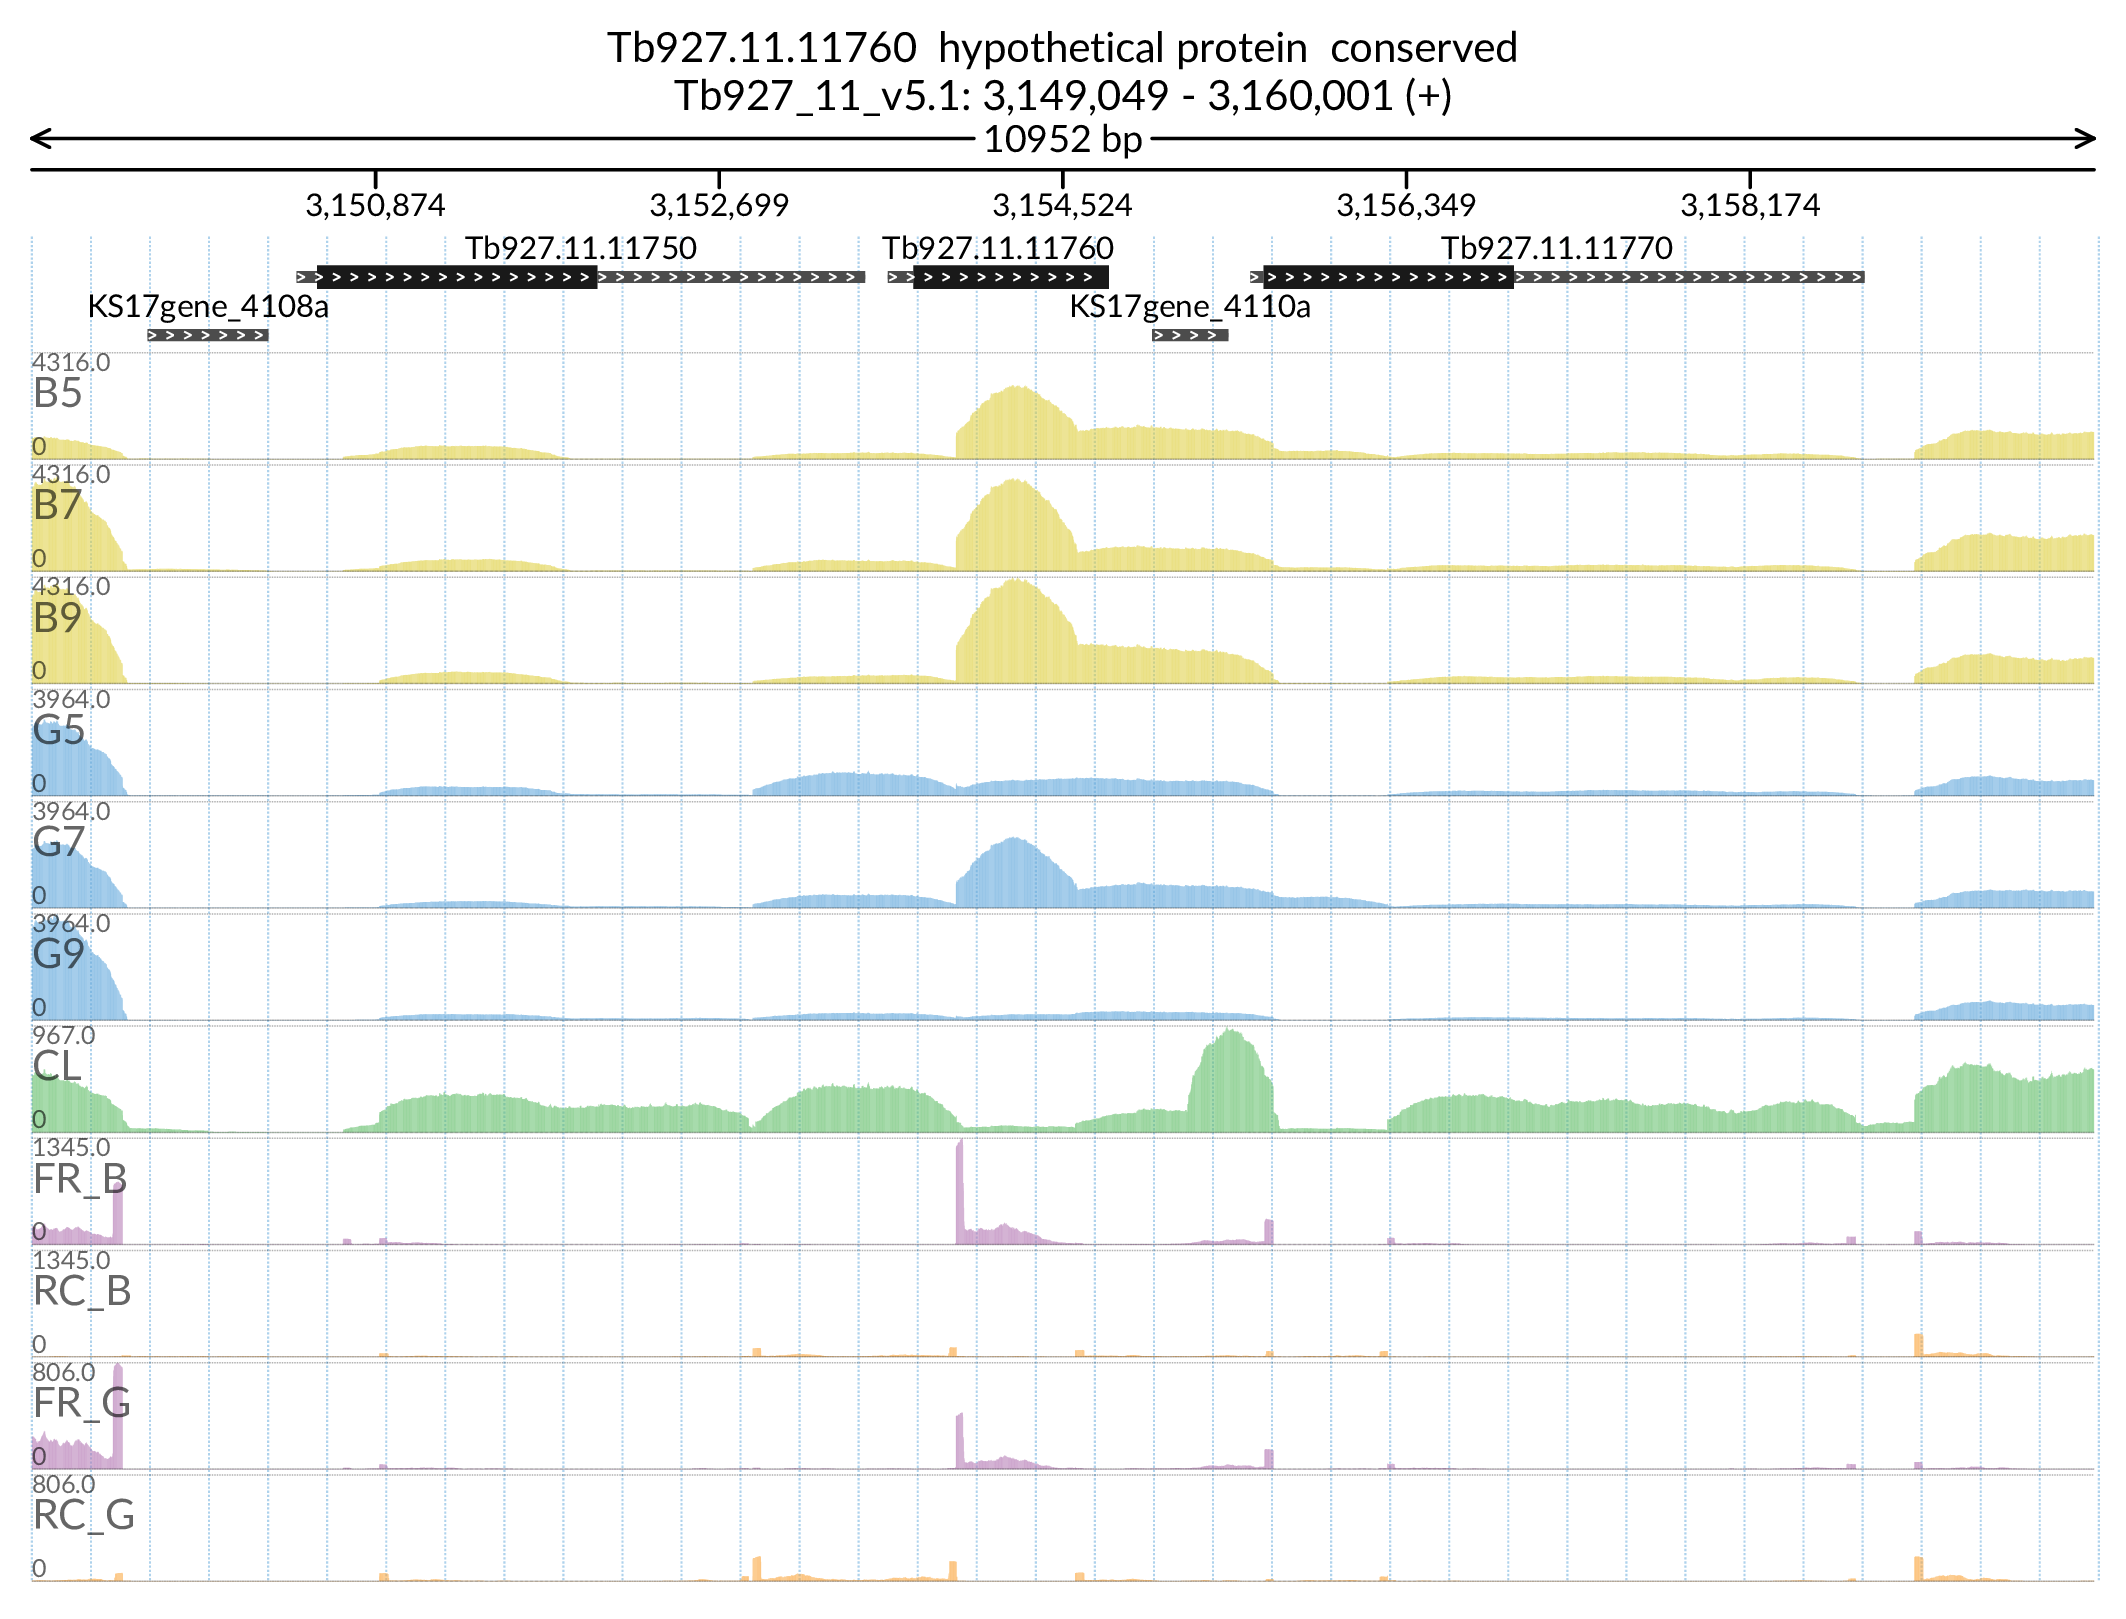 Tb927.11.11760  hypothetical protein  conserved
Tb927_11_v5.1: 3,149,049 - 3,160,001 (+)
10952 bp
3,150,874 3,152,699 3,154,524 3,156,349 3,158,174
Tb927.11.11750 Tb927.11.11760 Tb927.11.11770
KS17gene_4108a KS17gene_4110a
4316.0
B5
0
4316.0
B7
0
4316.0
B9
0
3964.0
G5
0
3964.0
G7
0
3964.0
G9
0
967.0
CL
0
1345.0
FR_B
0
1345.0
RC_B
0
806.0
FR_G
0
806.0
RC_G
0